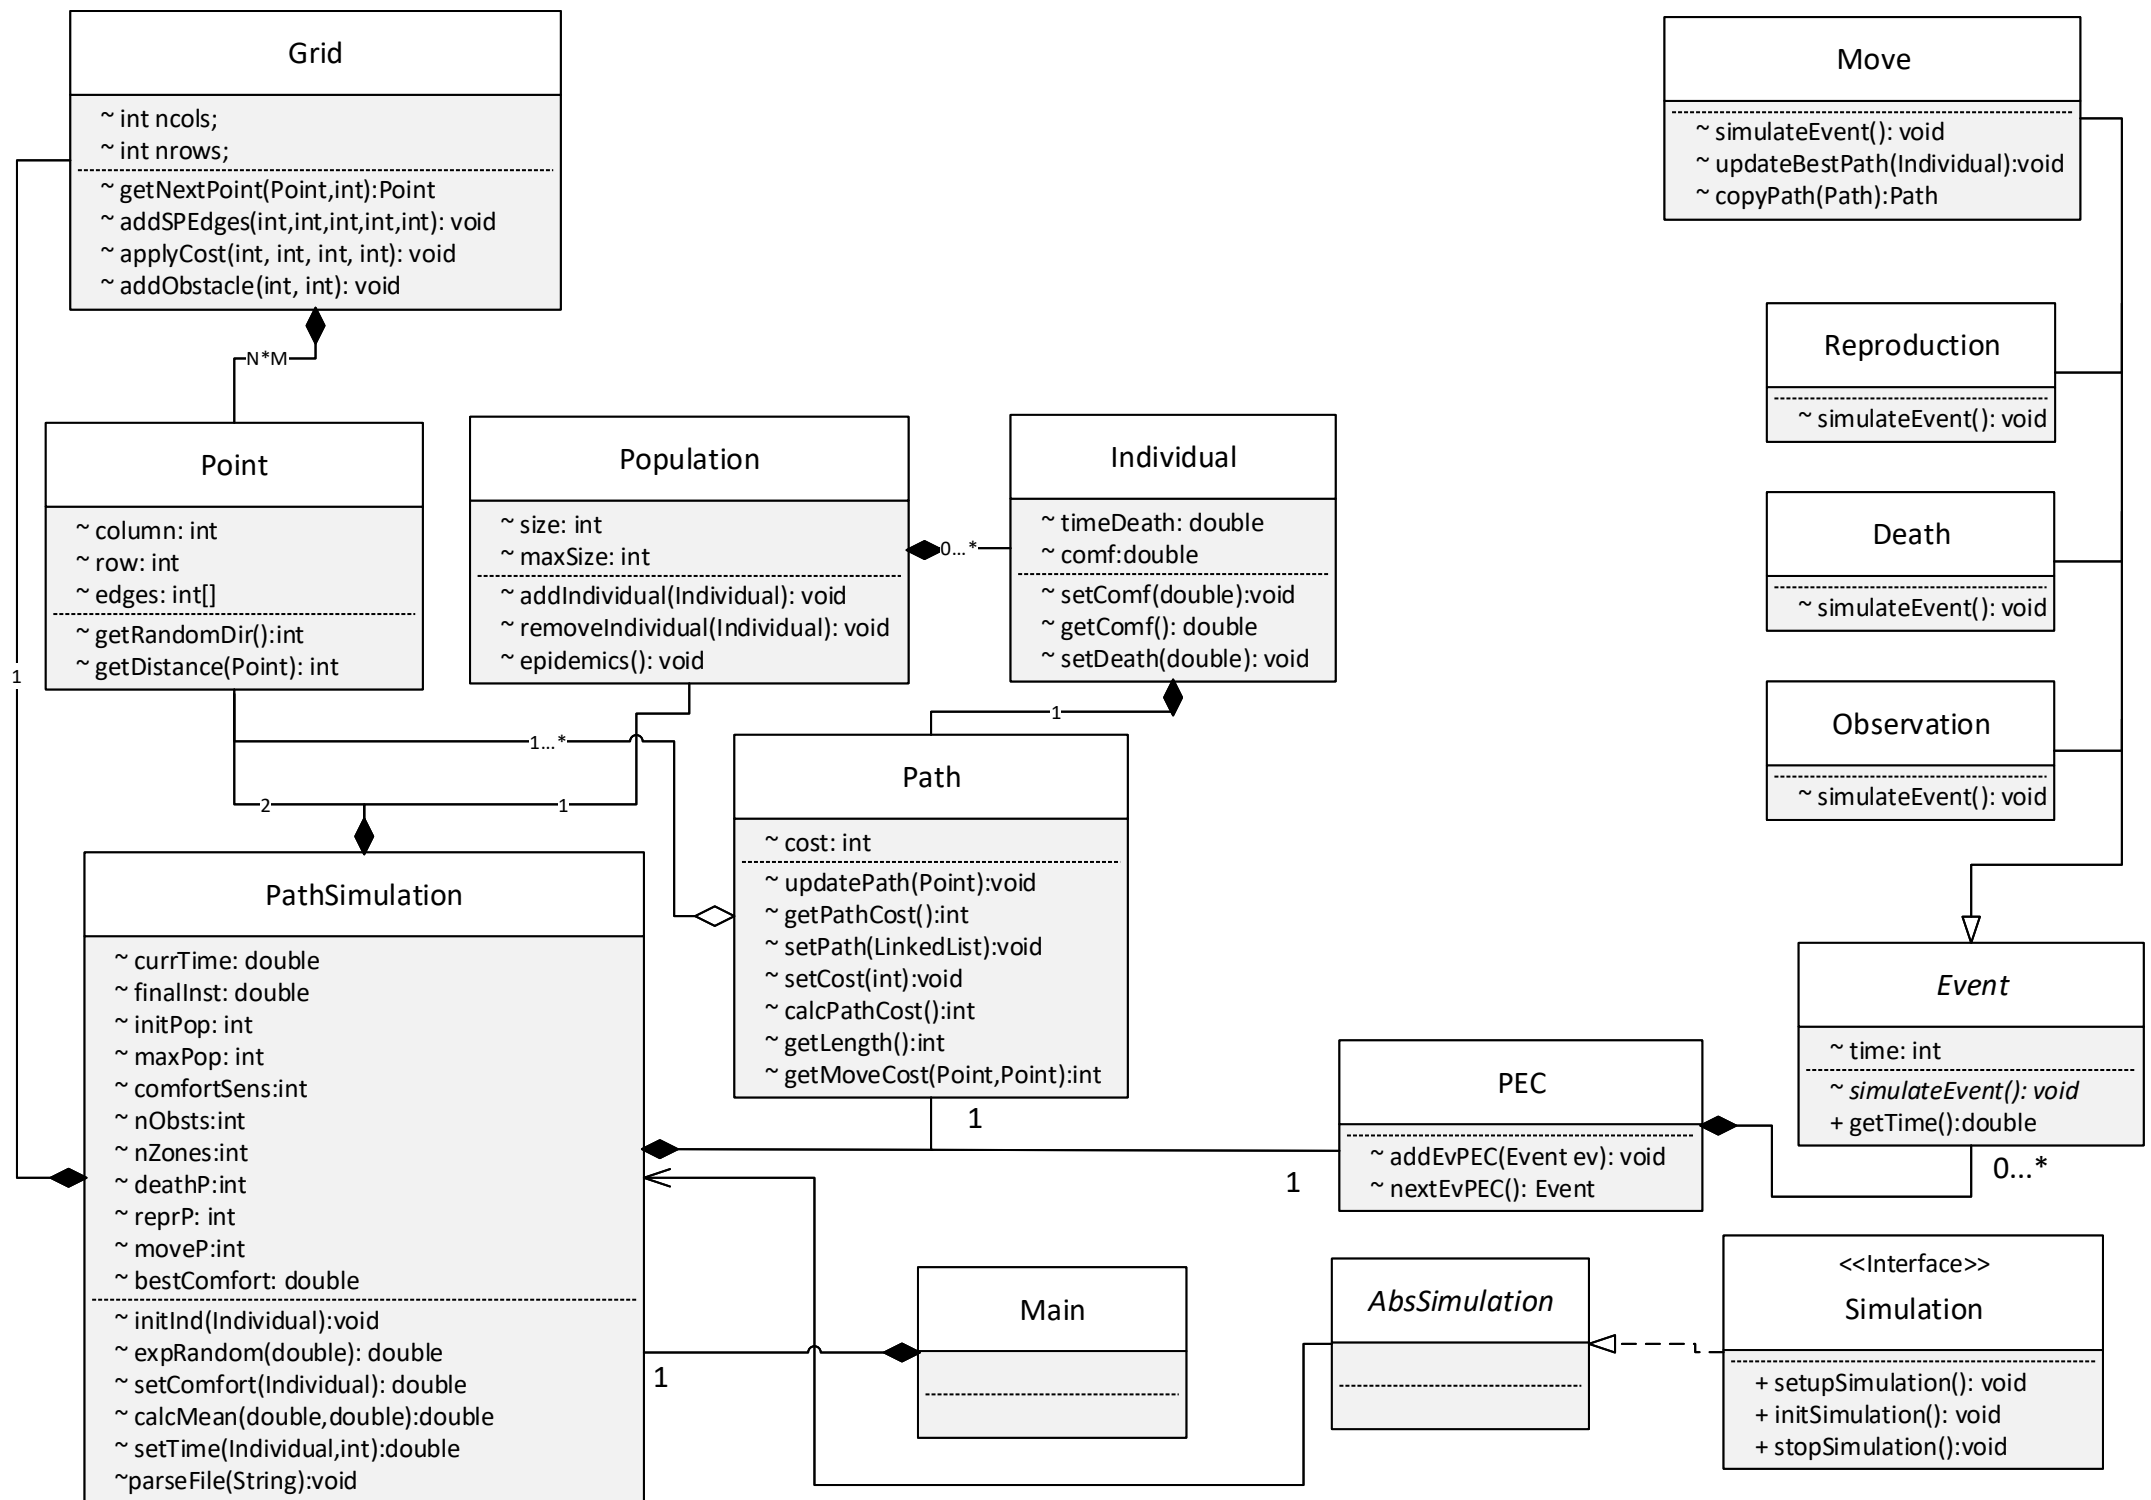 Grid
~ int ncols;
~ int nrows;
~ getNextPoint(Point,int):Point
~ addSPEdges(int,int,int,int,int): void
~ applyCost(int, int, int, int): void
~ addObstacle(int, int): void
N*M
Move
~ simulateEvent(): void
~ updateBestPath(Individual):void
~ copyPath(Path):Path
Reproduction
~ simulateEvent(): void
Death
~ simulateEvent(): void
Observation
~ simulateEvent(): void
Point
~ column: int
~ row: int
~ edges: int[]
~ getRandomDir():int
~ getDistance(Point): int
Population
~ size: int
~ maxSize: int
~ addIndividual(Individual): void
~ removeIndividual(Individual): void
~ epidemics(): void
0...*
Individual
~ timeDeath: double
~ comf:double
~ setComf(double):void
~ getComf(): double
~ setDeath(double): void
1
1
1...*
2
1
Path
~ cost: int
~ updatePath(Point):void
~ getPathCost():int
~ setPath(LinkedList):void
~ setCost(int):void
~ calcPathCost():int
~ getLength():int
~ getMoveCost(Point,Point):int
1
PathSimulation
~ currTime: double
~ finalInst: double
~ initPop: int
~ maxPop: int
~ comfortSens:int
~ nObsts:int
~ nZones:int
~ deathP:int
~ reprP: int
~ moveP:int
~ bestComfort: double
~ initInd(Individual):void
~ expRandom(double): double
~ setComfort(Individual): double
~ calcMean(double,double):double
~ setTime(Individual,int):double
~parseFile(String):void
Event
~ time: int
~ simulateEvent(): void
+ getTime():double
0...*
PEC
~ addEvPEC(Event ev): void
~ nextEvPEC(): Event
1
Main
1
AbsSimulation
<<Interface>>
Simulation
+ setupSimulation(): void
+ initSimulation(): void
+ stopSimulation():void